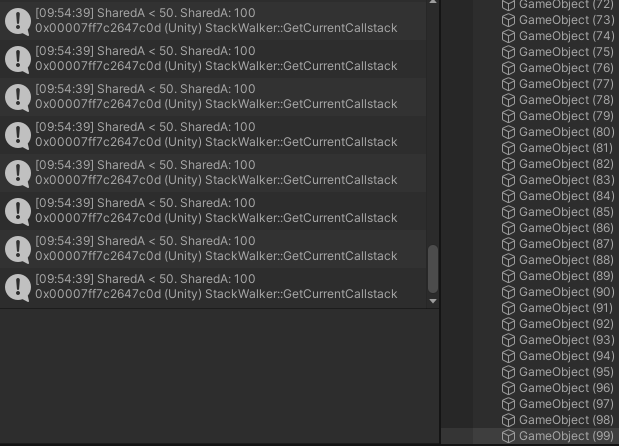 [09:54:39] SharedA < 50. SharedA: 100
0x00007ff7c2647c0d (Unity) StackWalker::GetCurrentCallstack
[09:54:39] SharedA < 50. SharedA: 100
0x00007ff7c2647c0d (Unity) StackWalker::GetCurrentCallstack
[09:54:39] SharedA < 50. SharedA: 100
0x00007ff7c2647c0d (Unity) StackWalker::GetCurrentCallstack
[09:54:39] SharedA < 50. SharedA: 100
0x00007ff7c2647c0d (Unity) StackWalker::GetCurrentCallstack
[09:54:39] SharedA < 50. SharedA: 100
0x00007ff7c2647c0d (Unity) StackWalker::GetCurrentCallstack
[09:54:39] SharedA < 50. SharedA: 100
0x00007ff7c2647c0d (Unity) StackWalker::GetCurrentCallstack
[09:54:39] SharedA < 50. SharedA: 100
0x00007ff7c2647c0d (Unity) StackWalker::GetCurrentCallstack
[09:54:39] SharedA < 50. SharedA: 100
0x00007ff7c2647c0d (Unity) StackWalker::GetCurrentCallstack
GameObject (72)
GameObject (73)
GameObject (74)
GameObject (75)
GameObject (76)
GameObject (77)
GameObject (78)
GameObject (79)
GameObject (80)
GameObject (81)
GameObject (82)
GameObject (83)
GameObject (84)
GameObject (85)
GameObject (86)
GameObject (87)
GameObject (88)
GameObject (89)
GameObject (90)
GameObject (91)
GameObject (92)
GameObject (93)
GameObject (94)
GameObject (95)
GameObject (96)
GameObject (97)
GameObject (98)
GameObject (99)